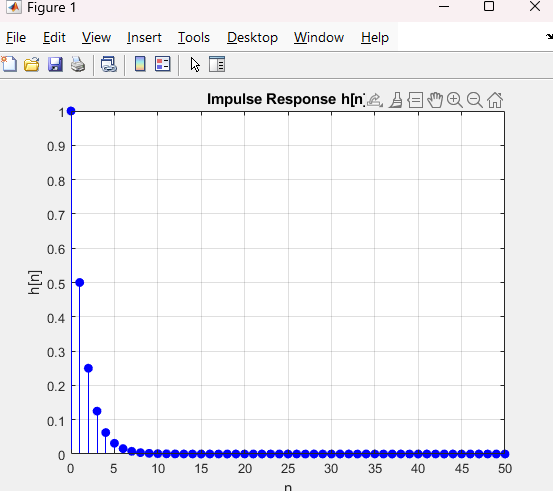 Figure 1
File Edit View Insert Tools Desktop Window Help
Impulse Response h[n]
1
0.9
0.8
0.7
0.6
0.5
0.4
0.3
0.2
0.1
0
h[n]
0 5 10 15 20 25 30 35 40 45 50
n